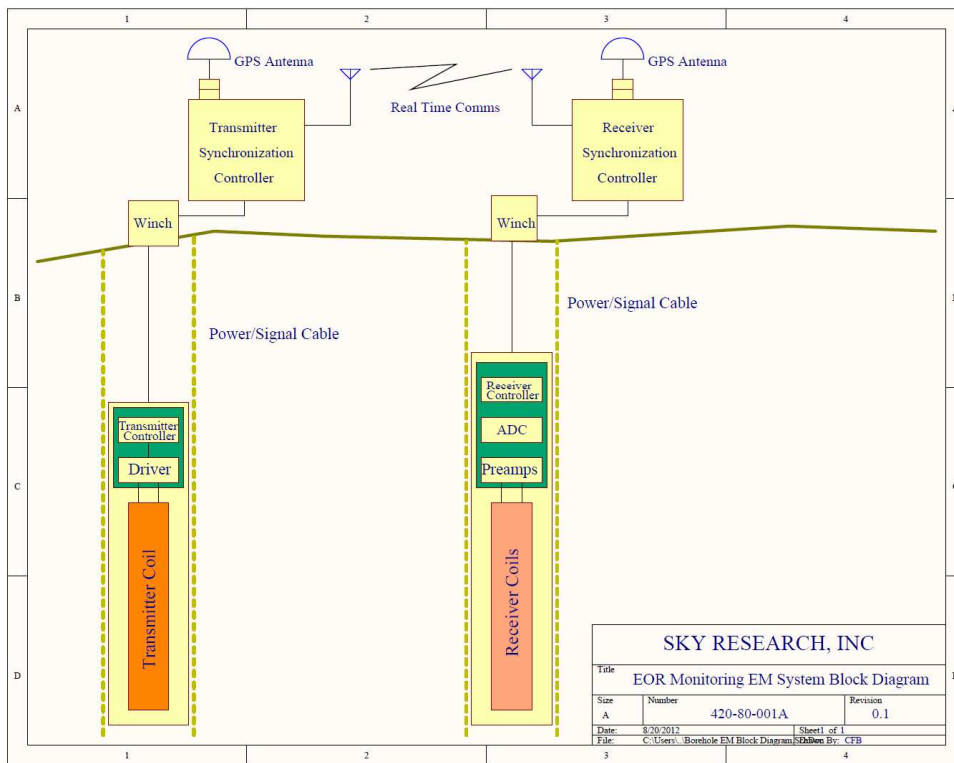 1 2 3 4
GPS Antenna
GPS Antenna
A
Real Time Comms
Transmitter
Synchronization
Controller
Receiver
Synchronization
Controller
Winch
Winch
B
Power/Signal Cable
Power/Signal Cable
Receiver
Controller
ADC
Preamps
Transmitter
Controller
Driver
C
Transmitter Coil
Receiver Coils
D
SKY RESEARCH, INC
Title
EOR Monitoring EM System Block Diagram
Size
A
Number
420-80-001A
Revision
0.1
Date: 8/20/2012 Sheet1 of 1
File: C:\Users\..\Borehole EM Block Diagram By: CFB
1 2 3 4